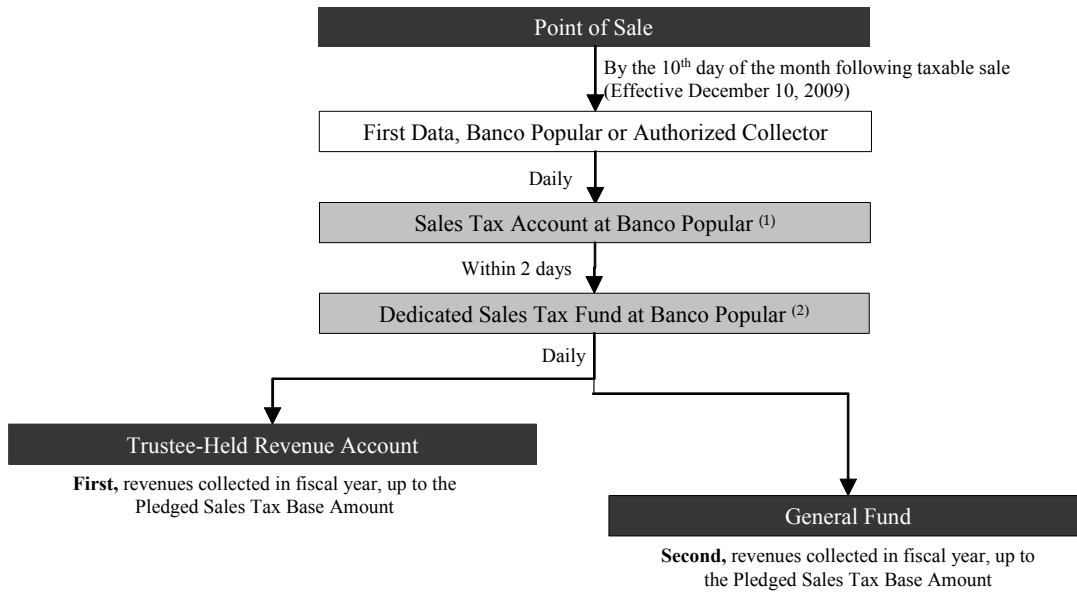 Point of Sale
By the 10th day of the month following taxable sale
(Effective December 10, 2009)
First Data, Banco Popular or Authorized Collector
Daily
Sales Tax Account at Banco Popular (1)
Within 2 days
Dedicated Sales Tax Fund at Banco Popular (2)
Daily
Trustee-Held Revenue Account
First, revenues collected in fiscal year, up to the
Pledged Sales Tax Base Amount
General Fund
Second, revenues collected in fiscal year, up to
the Pledged Sales Tax Base Amount